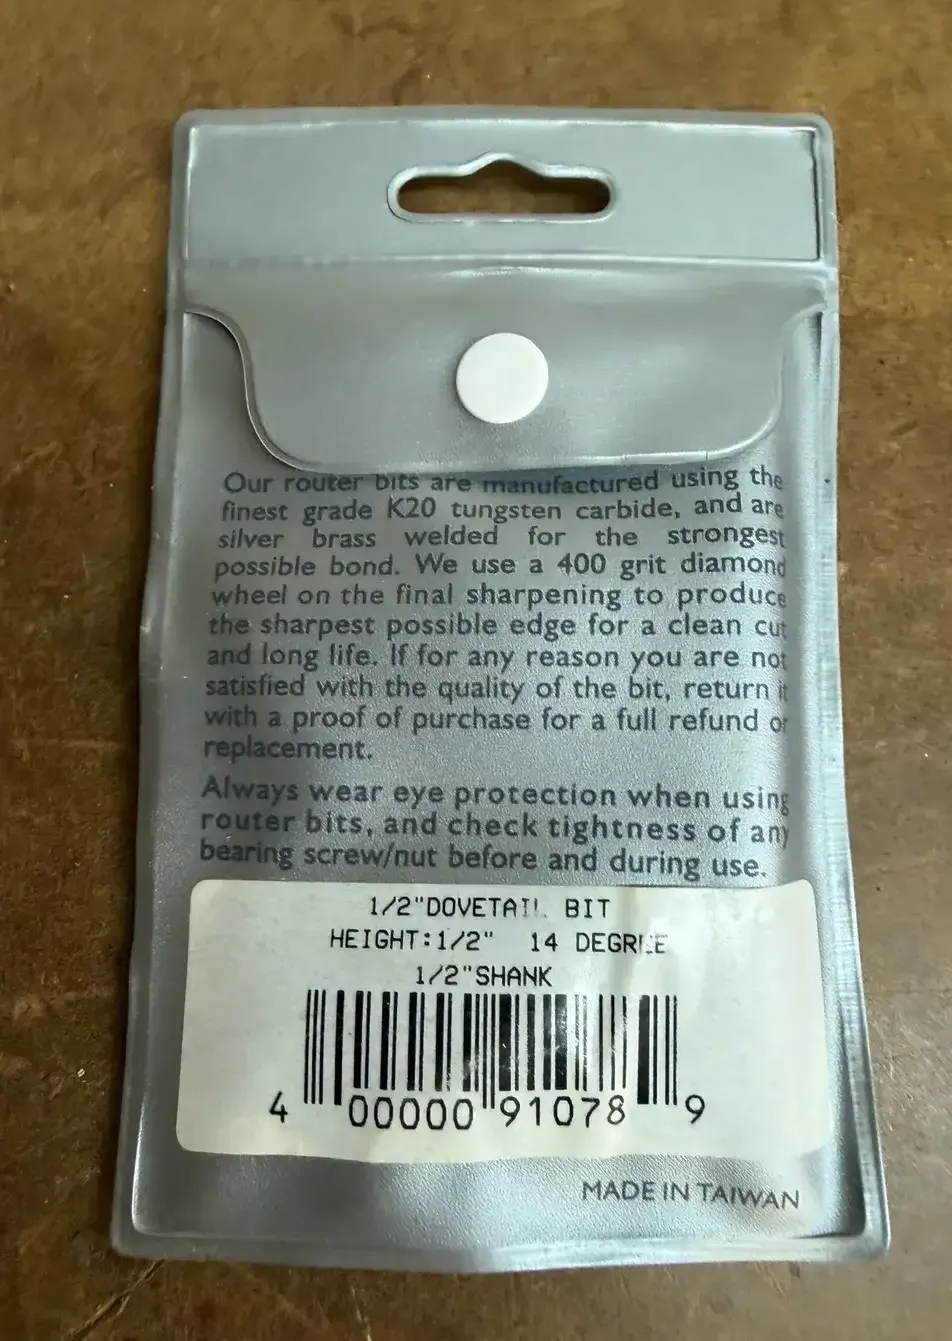 Our router bits are manufactured using the
finest grade K20 tungsten carbide, and are
silver brass welded for the strongest
possible bond. We use a 400 grit diamond
wheel on the final sharpening to produce
the sharpest possible edge for a clean cut
and long life. If for any reason you are not
satisfied with the quality of the bit, return it
with a proof of purchase for a full refund or
replacement.
Always wear eye protection when using
router bits, and check tightness of any
bearing screw/nut before and during use.
1/2"DOVETAIL BIT
HEIGHT:1/2" 14 DEGREE
1/2"SHANK
4 00000 91078 9
MADE IN TAIWAN